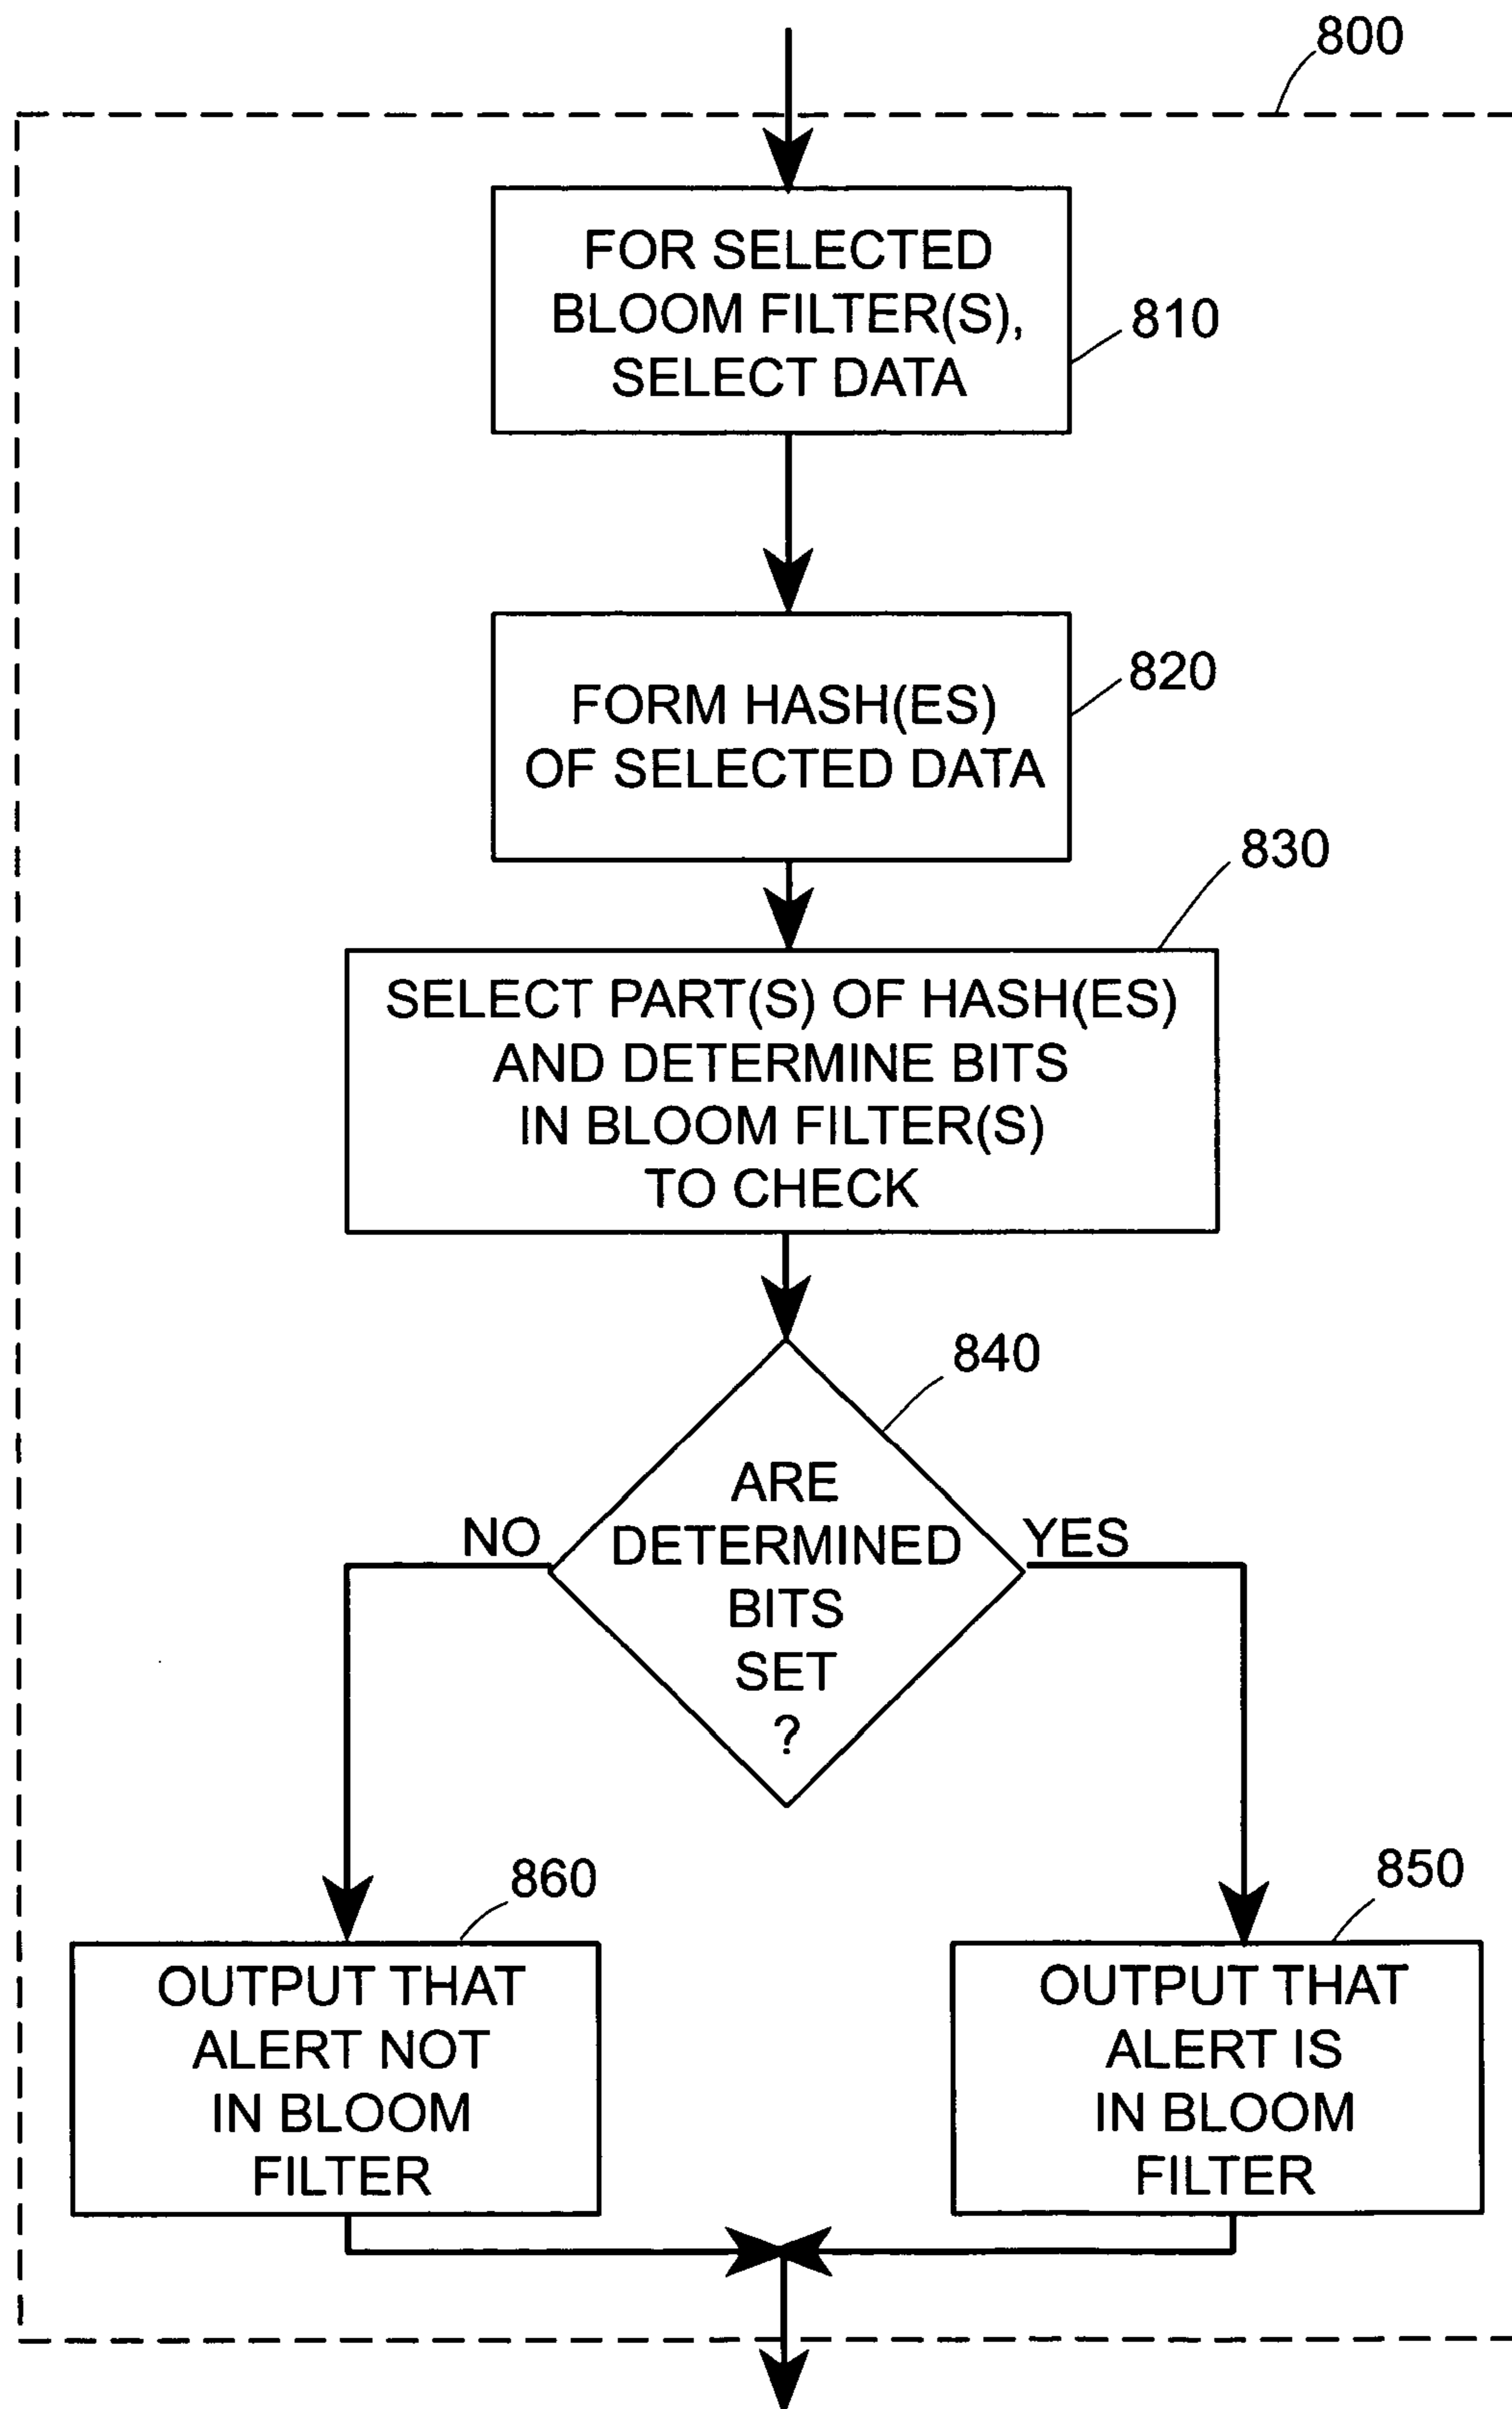 800
FOR SELECTED
BLOOM FILTER(S),
SELECT DATA
810
FORM HASH(ES)
OF SELECTED DATA
820
SELECT PART(S) OF HASH(ES)
AND DETERMINE BITS
IN BLOOM FILTER(S)
TO CHECK
830
ARE
DETERMINED
BITS
SET
?
840
NO
YES
OUTPUT THAT
ALERT NOT
IN BLOOM
FILTER
860
OUTPUT THAT
ALERT IS
IN BLOOM
FILTER
850